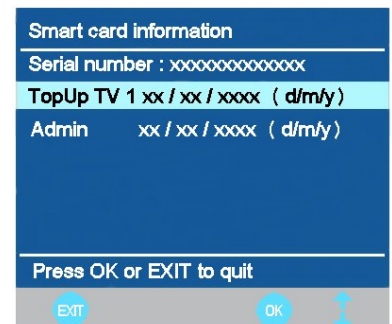 Smart card information
Serial number : xxxxxxxxxxxxx
TopUp TV 1 xx / xx / xxxx ( d/m/y )
Admin xx / xx / xxxx ( d/m/y )
Press OK or EXIT to quit
EXIT OK